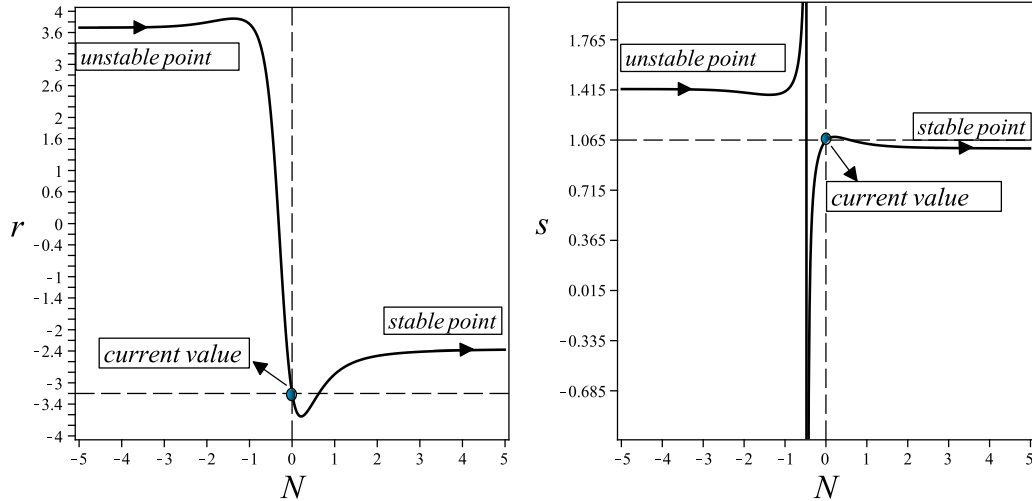 4
3.6
3
2.6
2
1.6
1
0.6
0
-0.4
-1
-1.4
-2
-2.4
-3
-3.4
-4
r
unstable point
stable point
current value
-5 -4 -3 -2 -1 0 1 2 3 4 5
N
1.765
1.415
1.065
0.715
0.365
0.015
-0.335
-0.685
s
unstable point
stable point
current value
-5 -4 -3 -2 -1 0 1 2 3 4 5
N